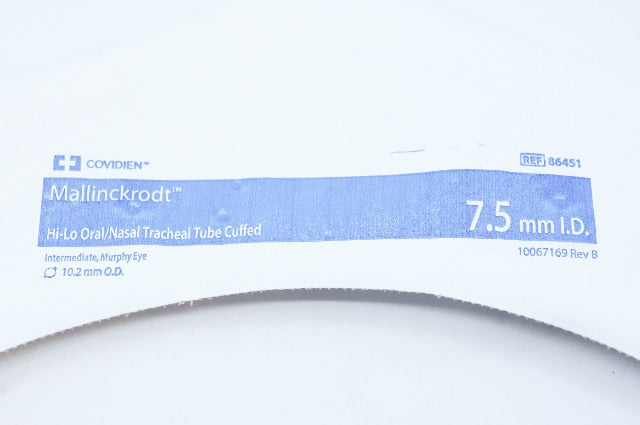 COVIDIEN™
REF 86451
Mallinckrodt™
7.5 mm I.D.
Hi-Lo Oral/Nasal Tracheal Tube Cuffed
Intermediate, Murphy Eye
10067169 Rev B
10.2 mm O.D.